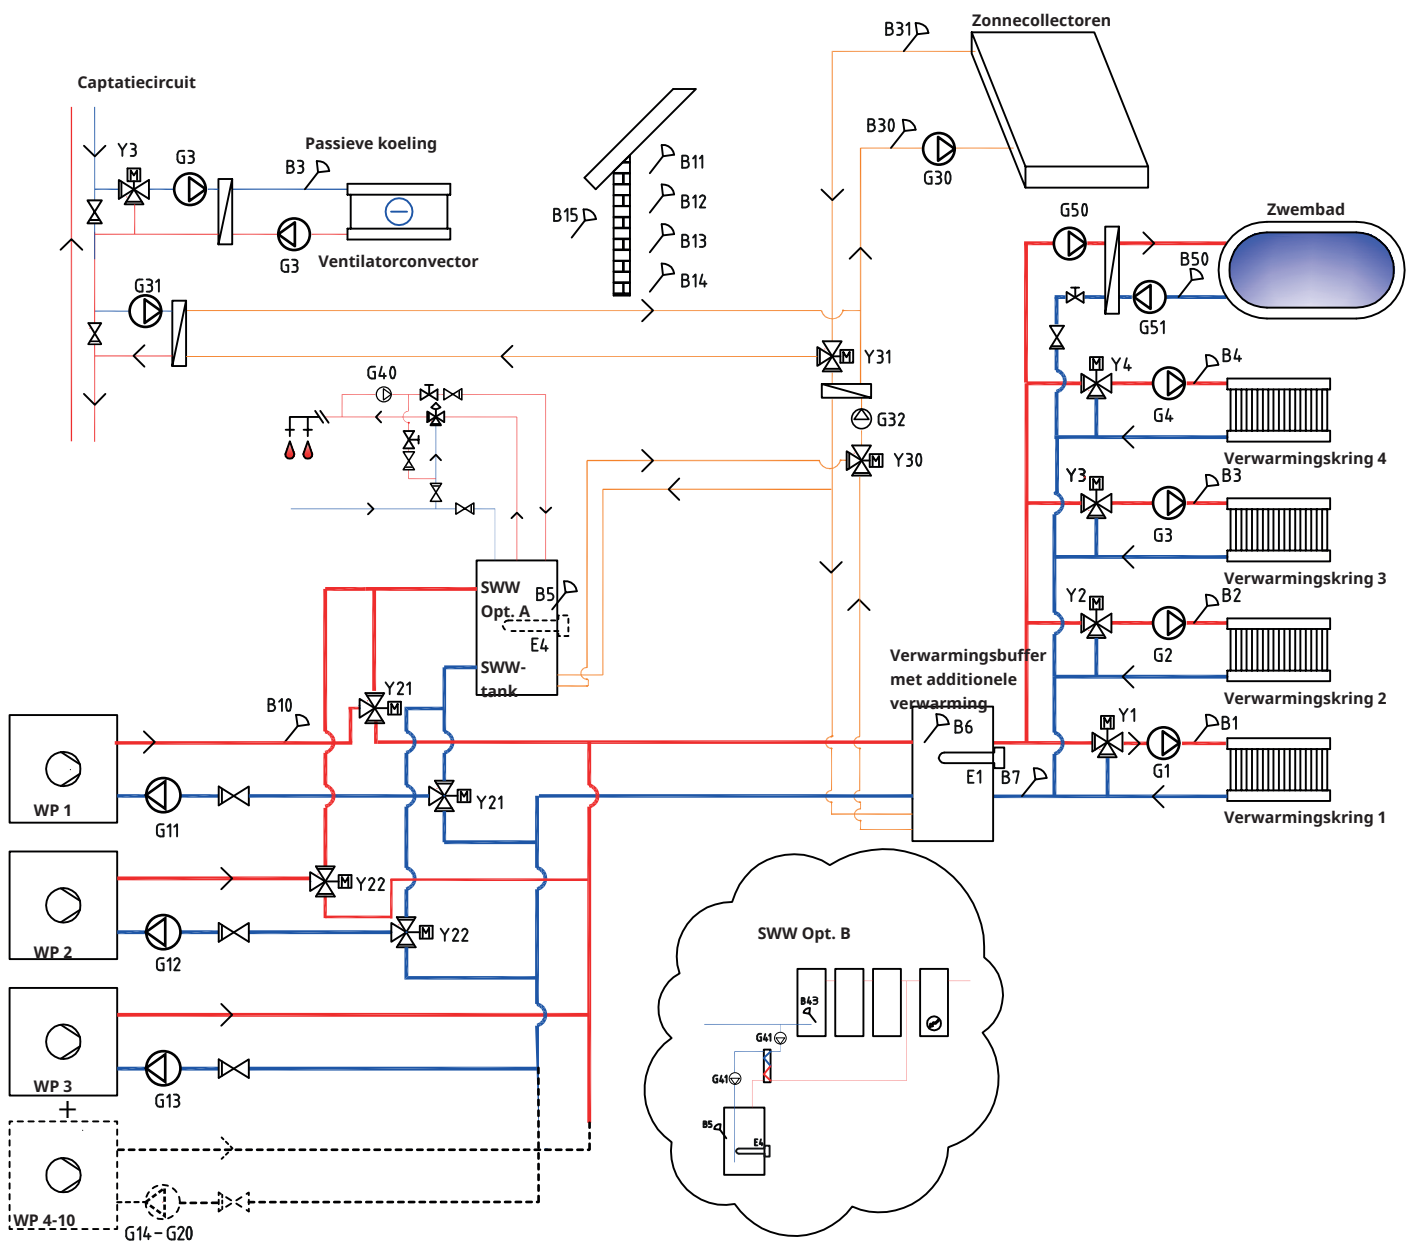 Zonnecollectoren
B31
Captatiecircuit
B30
G30
Y3
G3
B3
Passieve koeling
M
B11
B12
B13
B14
B15
G3
Ventilatorconvector
G31
G50
Zwembad
B50
G51
M
Y31
G32
M
Y30
G40
M
Y4
B4
G4
Verwarmingskring 4
Y3
M
B3
G3
Verwarmingskring 3
Y2
M
B2
G2
Verwarmingskring 2
M
Y1
B1
G1
Verwarmingskring 1
SWW
Opt. A
B5
E4
SWW-
tank
Verwarmingsbuffer
met additionele
verwarming
B6
E1
B7
B10
Y21
M
WP 1
G11
M
Y21
M
Y22
WP 2
G12
M
Y22
WP 3
G13
+
WP 4-10
G14-G20
SWW Opt. B
B43
G41
G41
B5
E4